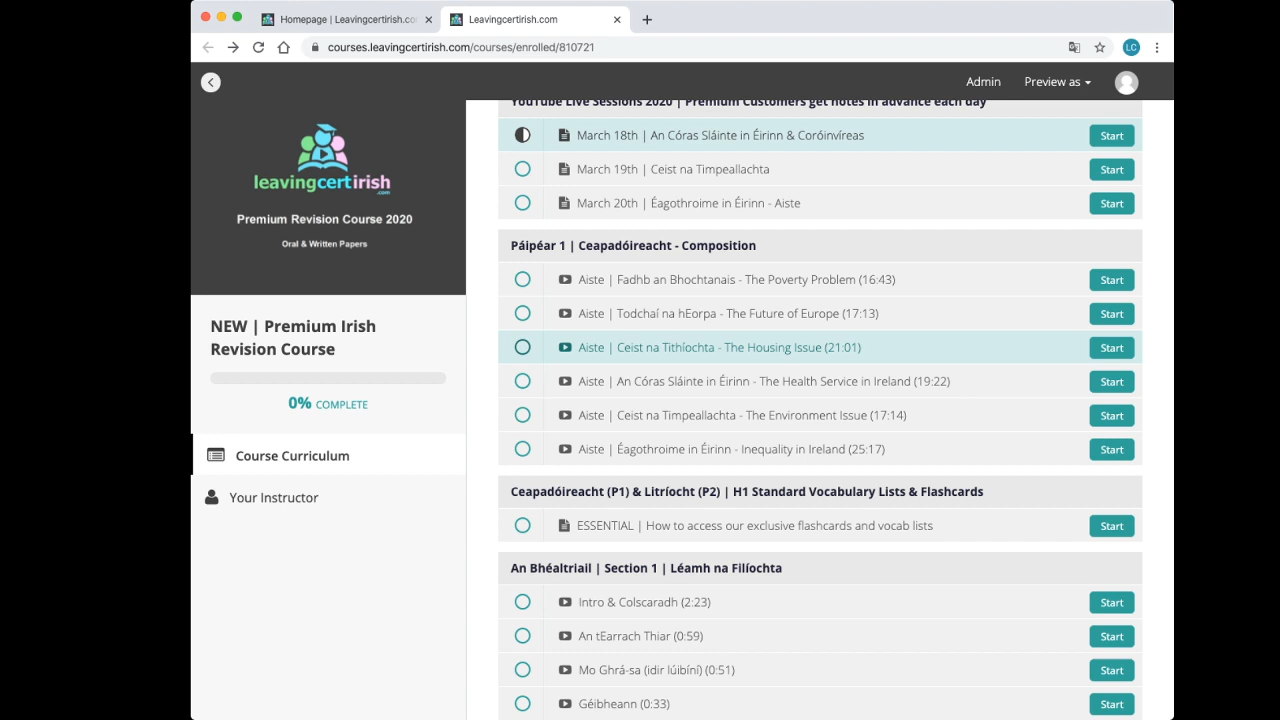 Homepage | Leavingcertirish.co
Leavingcertirish.com
courses.leavingcertirish.com/courses/enrolled/810721
LC
Admin
Preview as
leavingcertirish
.com
Premium Revision Course 2020
Oral & Written Papers
NEW | Premium Irish
Revision Course
0% COMPLETE
Course Curriculum
Your Instructor
YouTube Live Sessions 2020 | Premium Customers get notes in advance each day
March 18th | An Córas Sláinte in Éirinn & Coróinvíreas
Start
March 19th | Ceist na Timpeallachta
Start
March 20th | Éagothroime in Éirinn - Aiste
Start
Páipéar 1 | Ceapadóireacht - Composition
Aiste | Fadhb an Bhochtanais - The Poverty Problem (16:43)
Start
Aiste | Todchaí na hEorpa - The Future of Europe (17:13)
Start
Aiste | Ceist na Tithíochta - The Housing Issue (21:01)
Start
Aiste | An Córas Sláinte in Éirinn - The Health Service in Ireland (19:22)
Start
Aiste | Ceist na Timpeallachta - The Environment Issue (17:14)
Start
Aiste | Éagothroime in Éirinn - Inequality in Ireland (25:17)
Start
Ceapadóireacht (P1) & Litríocht (P2) | H1 Standard Vocabulary Lists & Flashcards
ESSENTIAL | How to access our exclusive flashcards and vocab lists
Start
An Bhéaltriail | Section 1 | Léamh na Filíochta
Intro & Colscaradh (2:23)
Start
An tEarrach Thiar (0:59)
Start
Mo Ghrá-sa (idir lúibíní) (0:51)
Start
Géibheann (0:33)
Start